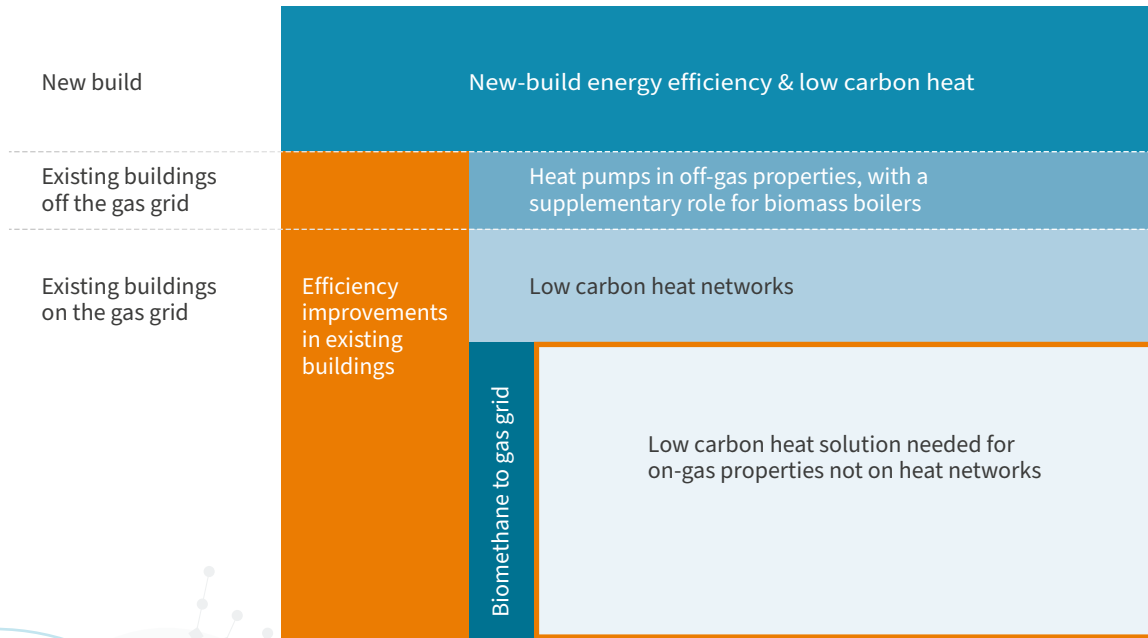 New build
New-build energy efficiency & low carbon heat
Existing buildings
off the gas grid
Heat pumps in off-gas properties, with a
supplementary role for biomass boilers
Existing buildings
on the gas grid
Efficiency
improvements
in existing
buildings
Low carbon heat networks
Biomethane to gas grid
Low carbon heat solution needed for
on-gas properties not on heat networks